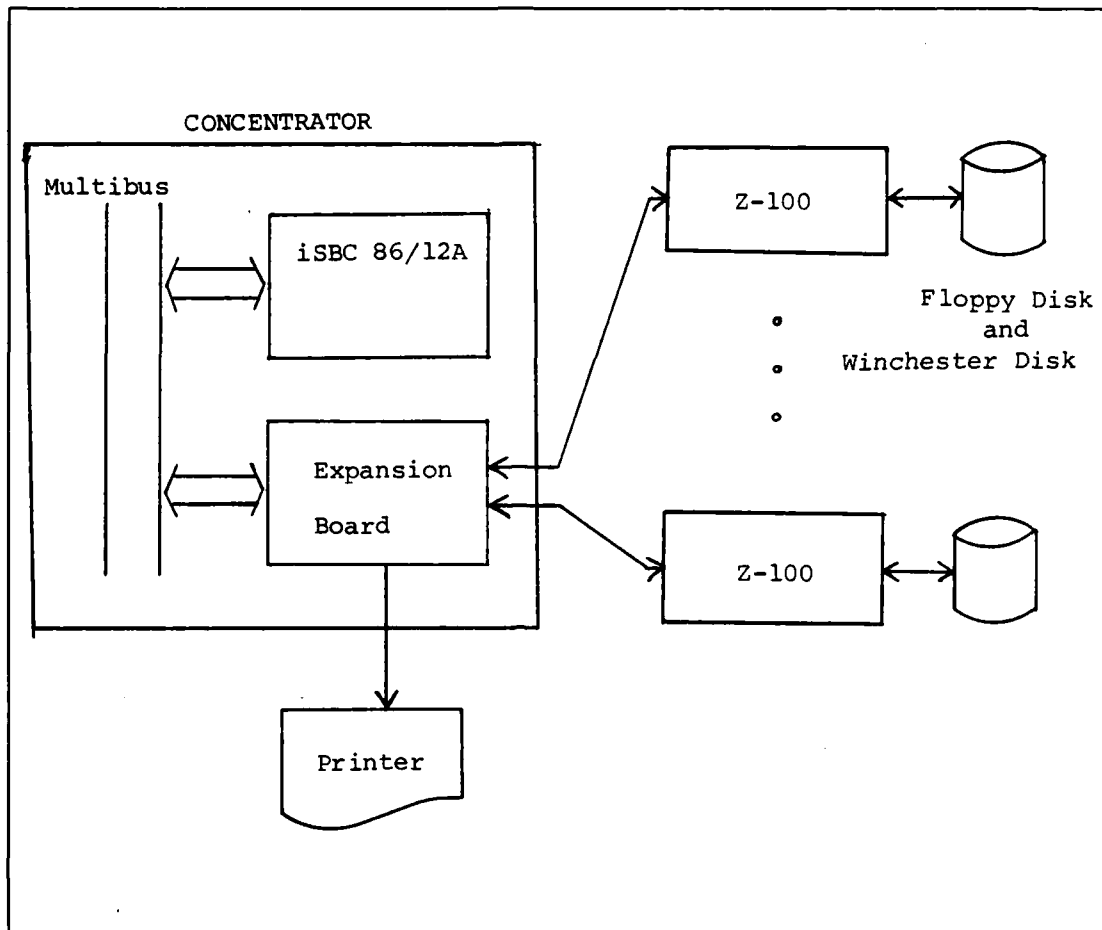 CONCENTRATOR
Multibus
iSBC 86/12A
Expansion
Board
Printer
Z-100
Floppy Disk
and
Winchester Disk
Z-100